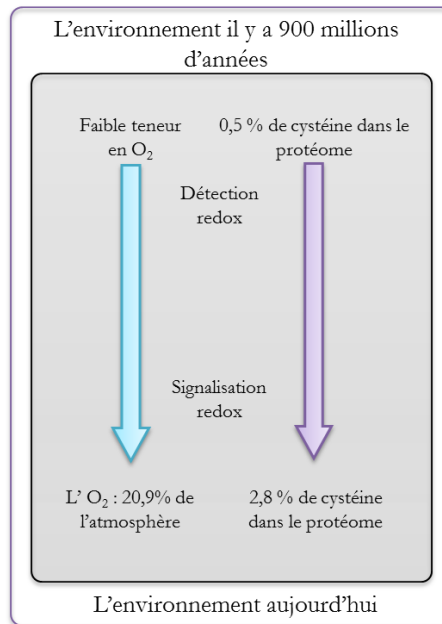 L'environnement il y a 900 millions
d'années
Faible teneur
en O₂
0,5 % de cystéine dans le
protéome
Détection
redox
Signalisation
redox
L' O₂ : 20,9% de
l'atmosphère
2,8 % de cystéine
dans le protéome
L'environnement aujourd'hui